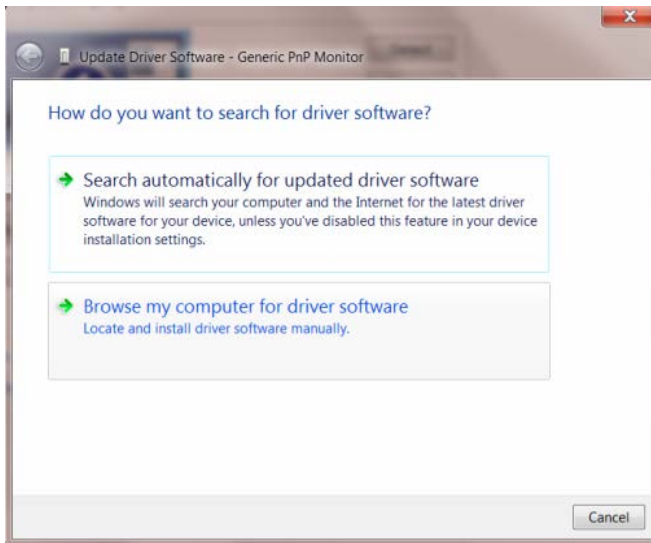 Update Driver Software - Generic PnP Monitor
How do you want to search for driver software?
Search automatically for updated driver software
Windows will search your computer and the Internet for the latest driver
software for your device, unless you've disabled this feature in your device
installation settings.
Browse my computer for driver software
Locate and install driver software manually.
Cancel